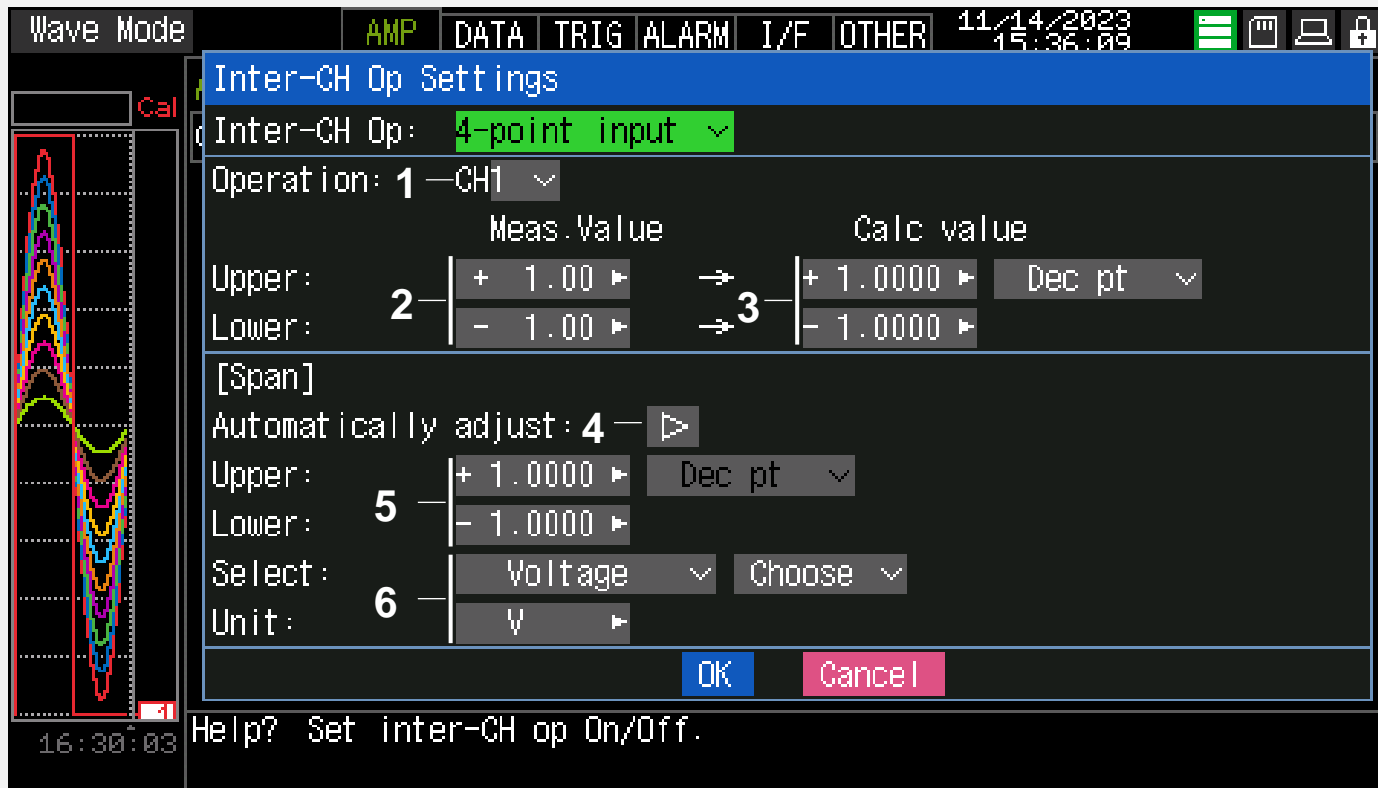 Wave Mode AMP DATA TRIG ALARM I/F OTHER 11/14/2023
15:36:09
Inter-CH Op Settings
Cal
Inter-CH Op: 4-point input
Operation: 1 CH1
Meas.Value Calc value
Upper: + 1.00 + 1.0000 Dec pt
2 3
Lower: - 1.00 - 1.0000
[Span]
Automatically adjust: 4
Upper: + 1.0000 Dec pt
5
Lower: - 1.0000
Select: Voltage Choose
6
Unit: V
OK Cancel
1
16:30:03
Help? Set inter-CH op On/Off.